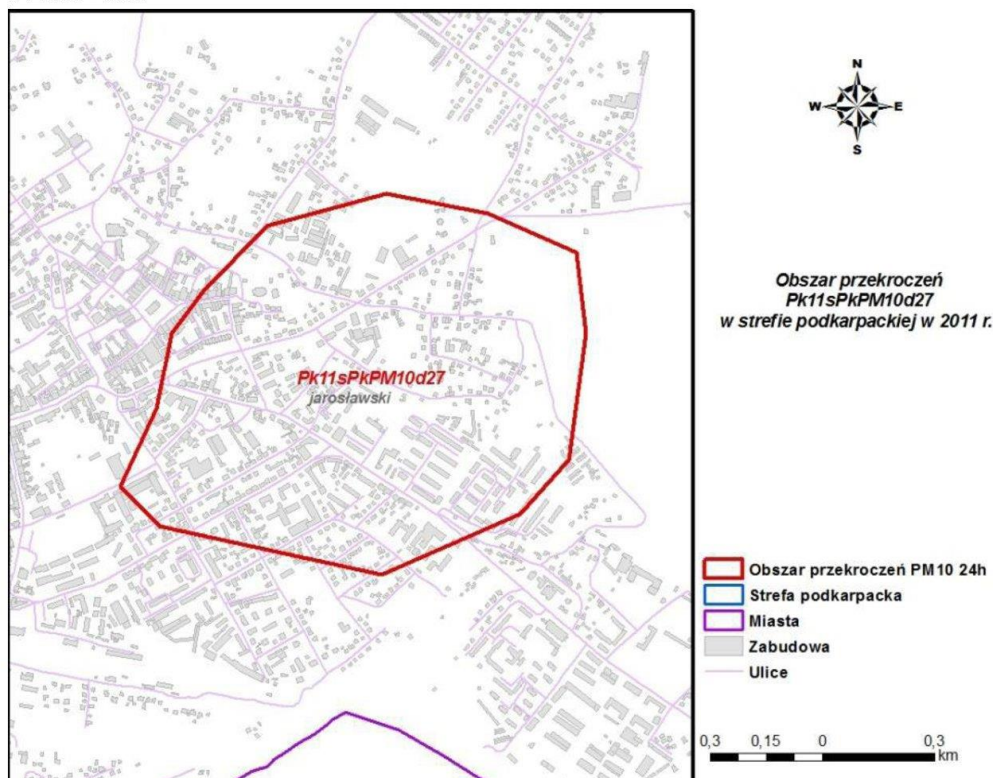 N
W E
S
Obszar przekroczeń
Pk11sPkPM10d27
w strefie podkarpackiej w 2011 r.
Pk11sPkPM10d27
jarosławski
Obszar przekroczeń PM10 24h
Strefa podkarpacka
Miasta
Zabudowa
Ulice
0,3 0,15 0 0,3
km